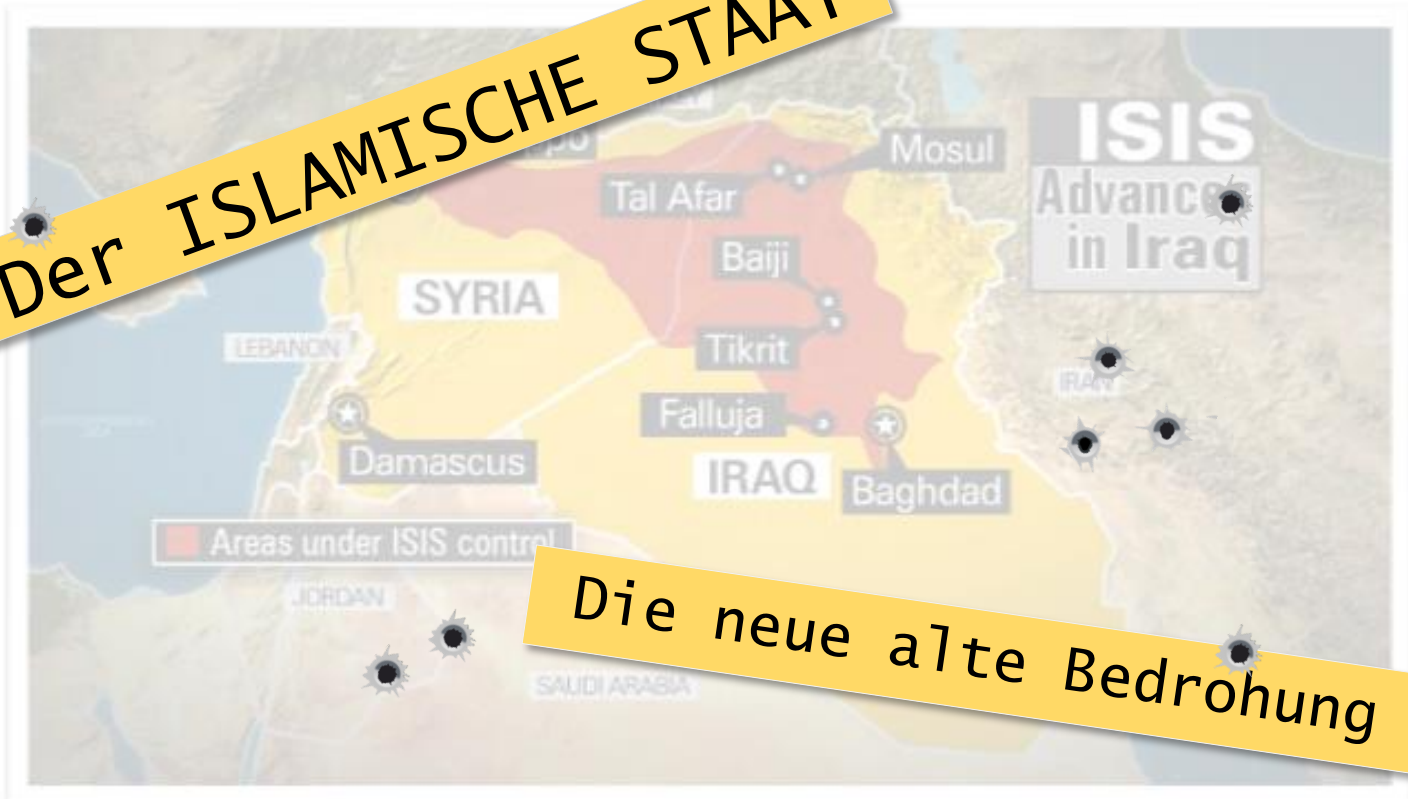 Der ISLAMISCHE STAAT
ISIS
Advances
in Iraq
Mosul
Tal Afar
Baiji
SYRIA
LEBANON
Tikrit
IRAN
Falluja
Damascus
IRAQ
Baghdad
Areas under ISIS control
JORDAN
SAUDI ARABIA
Die neue alte Bedrohung